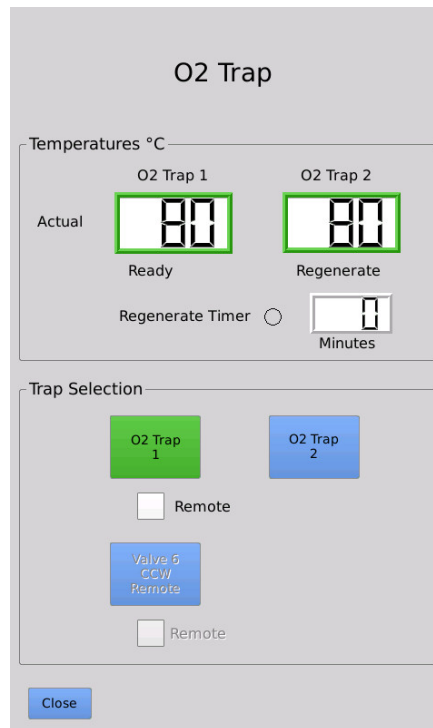 O2 Trap
Temperatures °C
O2 Trap 1 O2 Trap 2
Actual 80 80
Ready Regenerate
Regenerate Timer 0
Minutes
Trap Selection
O2 Trap
1
O2 Trap
2
Remote
Valve 6
CCW
Remote
Remote
Close